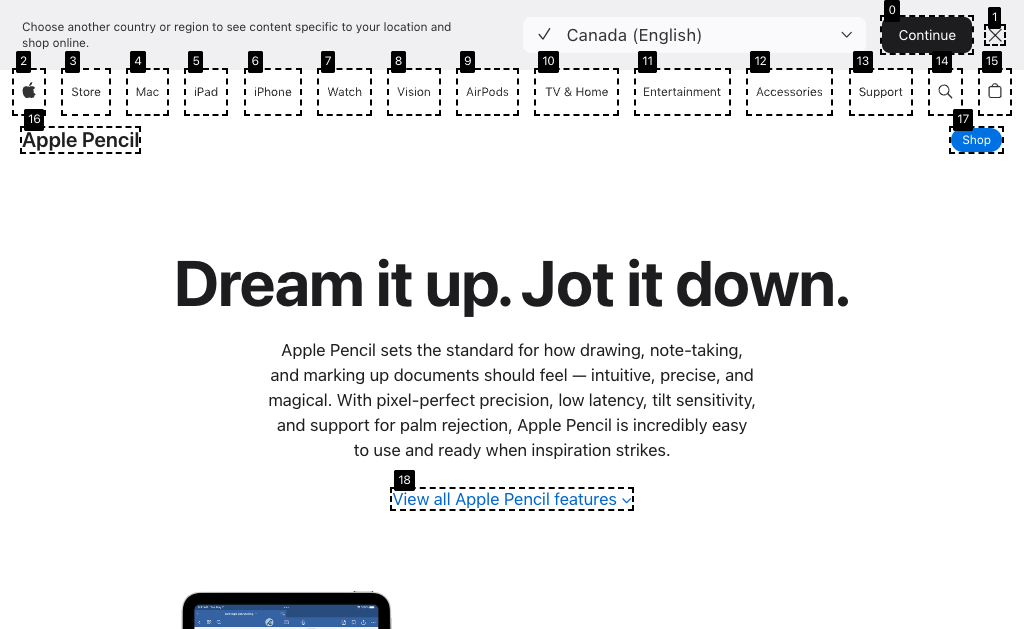 Choose another country or region to see content specific to your location and
shop online.
Canada (English)
0
Continue
1
2
3
4
5
6
7
8
9
10
11
12
13
14
15
Store
Mac
iPad
iPhone
Watch
Vision
AirPods
TV & Home
Entertainment
Accessories
Support
16
Apple Pencil
17
Shop
Dream it up. Jot it down.
Apple Pencil sets the standard for how drawing, note-taking,
and marking up documents should feel — intuitive, precise, and
magical. With pixel-perfect precision, low latency, tilt sensitivity,
and support for palm rejection, Apple Pencil is incredibly easy
to use and ready when inspiration strikes.
18
View all Apple Pencil features